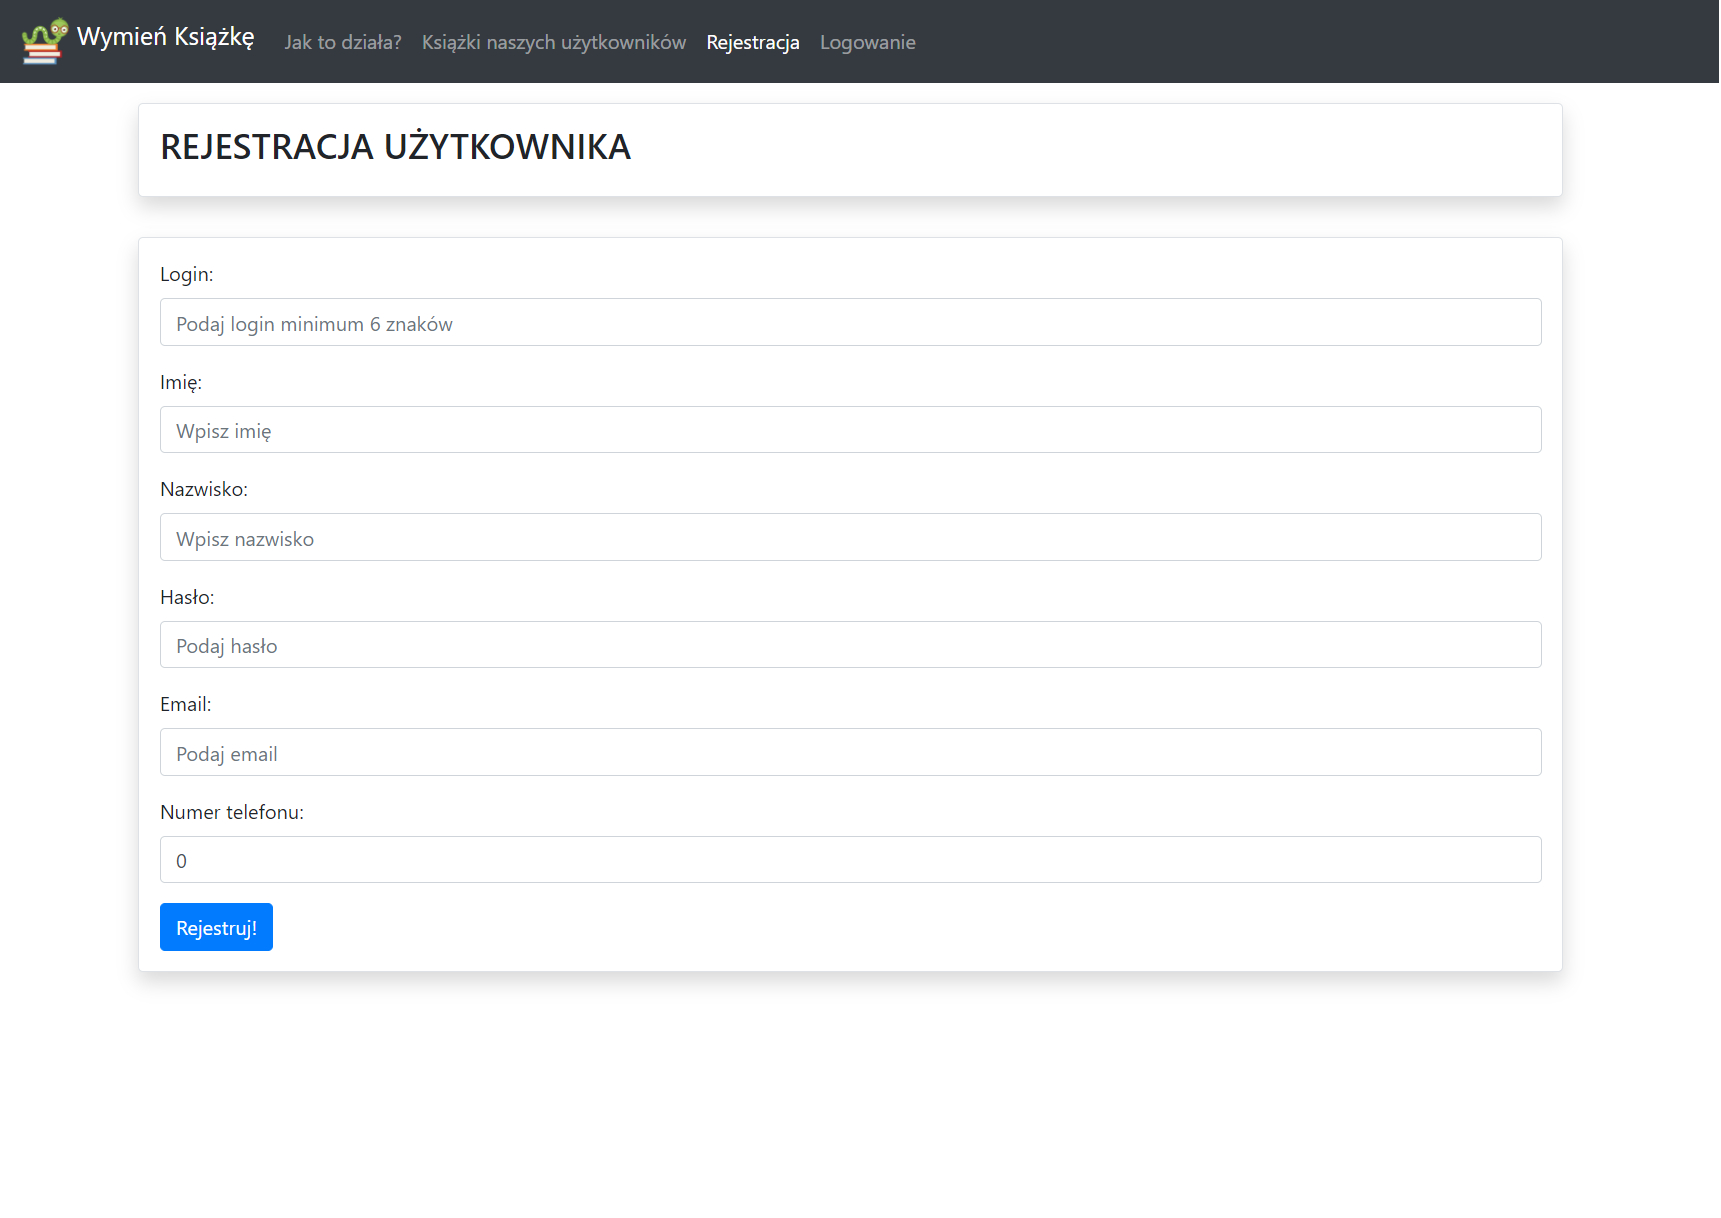 Wymień Książkę
Jak to działa? Książki naszych użytkowników Rejestracja Logowanie
REJESTRACJA UŻYTKOWNIKA
Login:
Podaj login minimum 6 znaków
Imię:
Wpisz imię
Nazwisko:
Wpisz nazwisko
Hasło:
Podaj hasło
Email:
Podaj email
Numer telefonu:
0
Rejestruj!